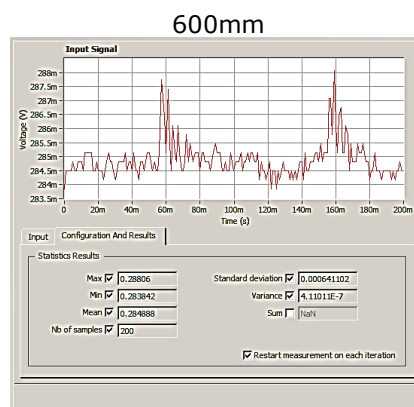 600mm
Input Signal
288m
287.5m
287m
286.5m
286m
285.5m
285m
284.5m
284m
283.5m
Voltage (V)
0 20m 40m 60m 80m 100m 120m 140m 160m 180m 200m
Time (s)
Input Configuration And Results
Statistics Results
Max 0.28806 Standard deviation 0.000641102
Min 0.283842 Variance 4.11011E-7
Mean 0.284888 Sum NaN
Nb of samples 200
Restart measurement on each iteration